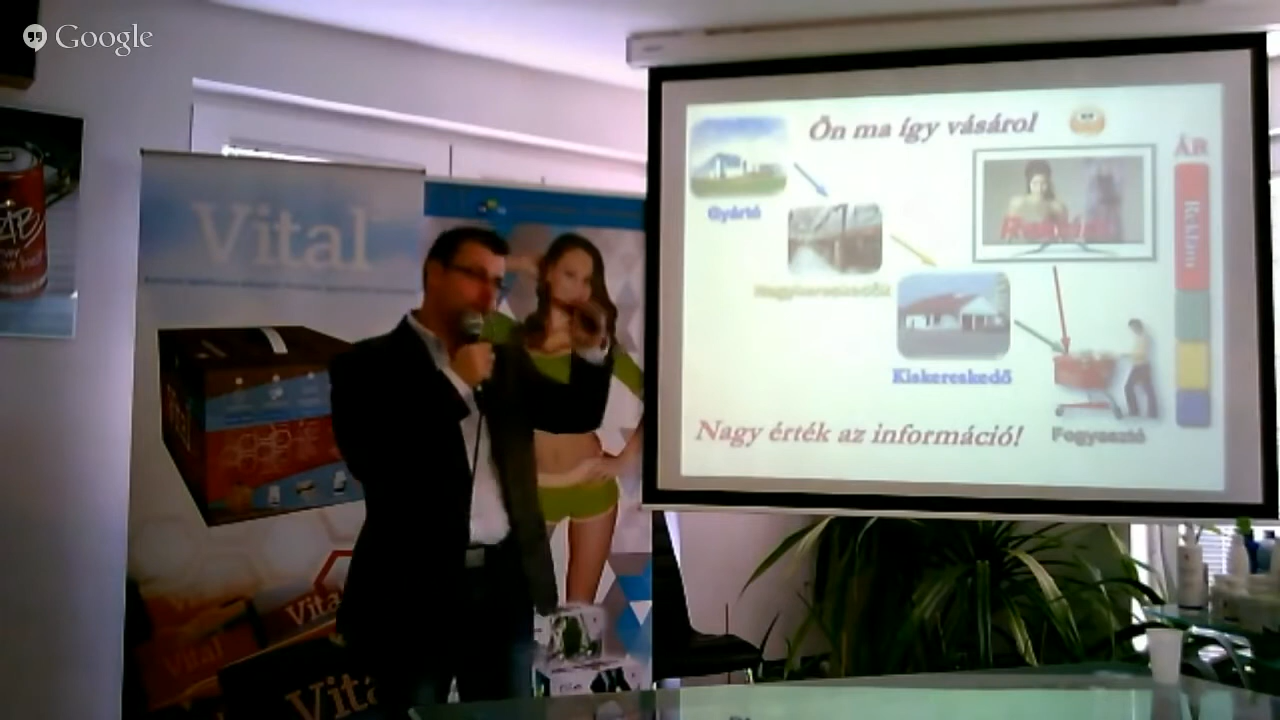 Google
Vital
Ön ma így vásárol
ÁR
Gyártó
Reklám
Reklám
Nagykereskedő
Kiskereskedő
Nagy érték az információ!
Fogyasztó
Vital
Vital
Vital